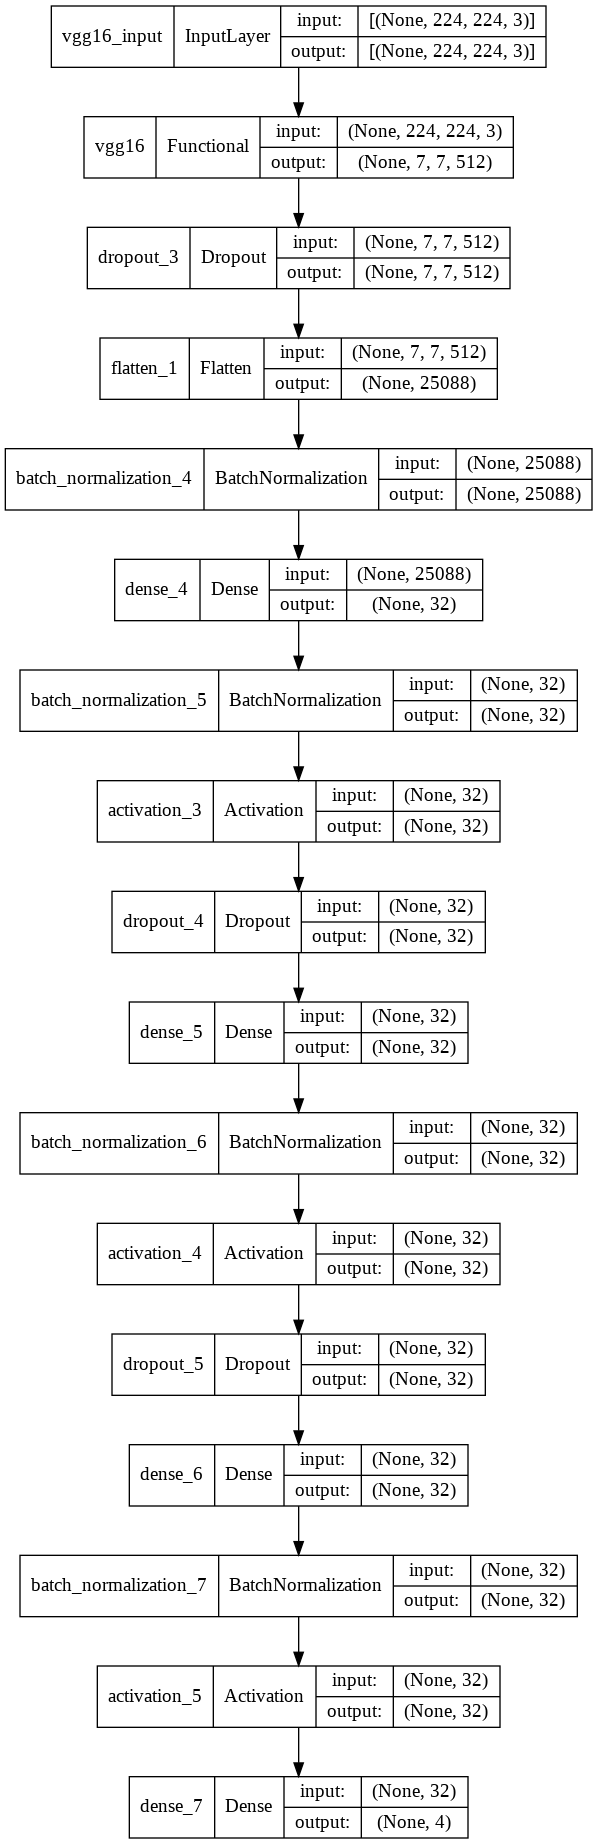 vgg16_input InputLayer input: [(None, 224, 224, 3)]
output: [(None, 224, 224, 3)]
vgg16 Functional input: (None, 224, 224, 3)
output: (None, 7, 7, 512)
dropout_3 Dropout input: (None, 7, 7, 512)
output: (None, 7, 7, 512)
flatten_1 Flatten input: (None, 7, 7, 512)
output: (None, 25088)
batch_normalization_4 BatchNormalization input: (None, 25088)
output: (None, 25088)
dense_4 Dense input: (None, 25088)
output: (None, 32)
batch_normalization_5 BatchNormalization input: (None, 32)
output: (None, 32)
activation_3 Activation input: (None, 32)
output: (None, 32)
dropout_4 Dropout input: (None, 32)
output: (None, 32)
dense_5 Dense input: (None, 32)
output: (None, 32)
batch_normalization_6 BatchNormalization input: (None, 32)
output: (None, 32)
activation_4 Activation input: (None, 32)
output: (None, 32)
dropout_5 Dropout input: (None, 32)
output: (None, 32)
dense_6 Dense input: (None, 32)
output: (None, 32)
batch_normalization_7 BatchNormalization input: (None, 32)
output: (None, 32)
activation_5 Activation input: (None, 32)
output: (None, 32)
dense_7 Dense input: (None, 32)
output: (None, 4)